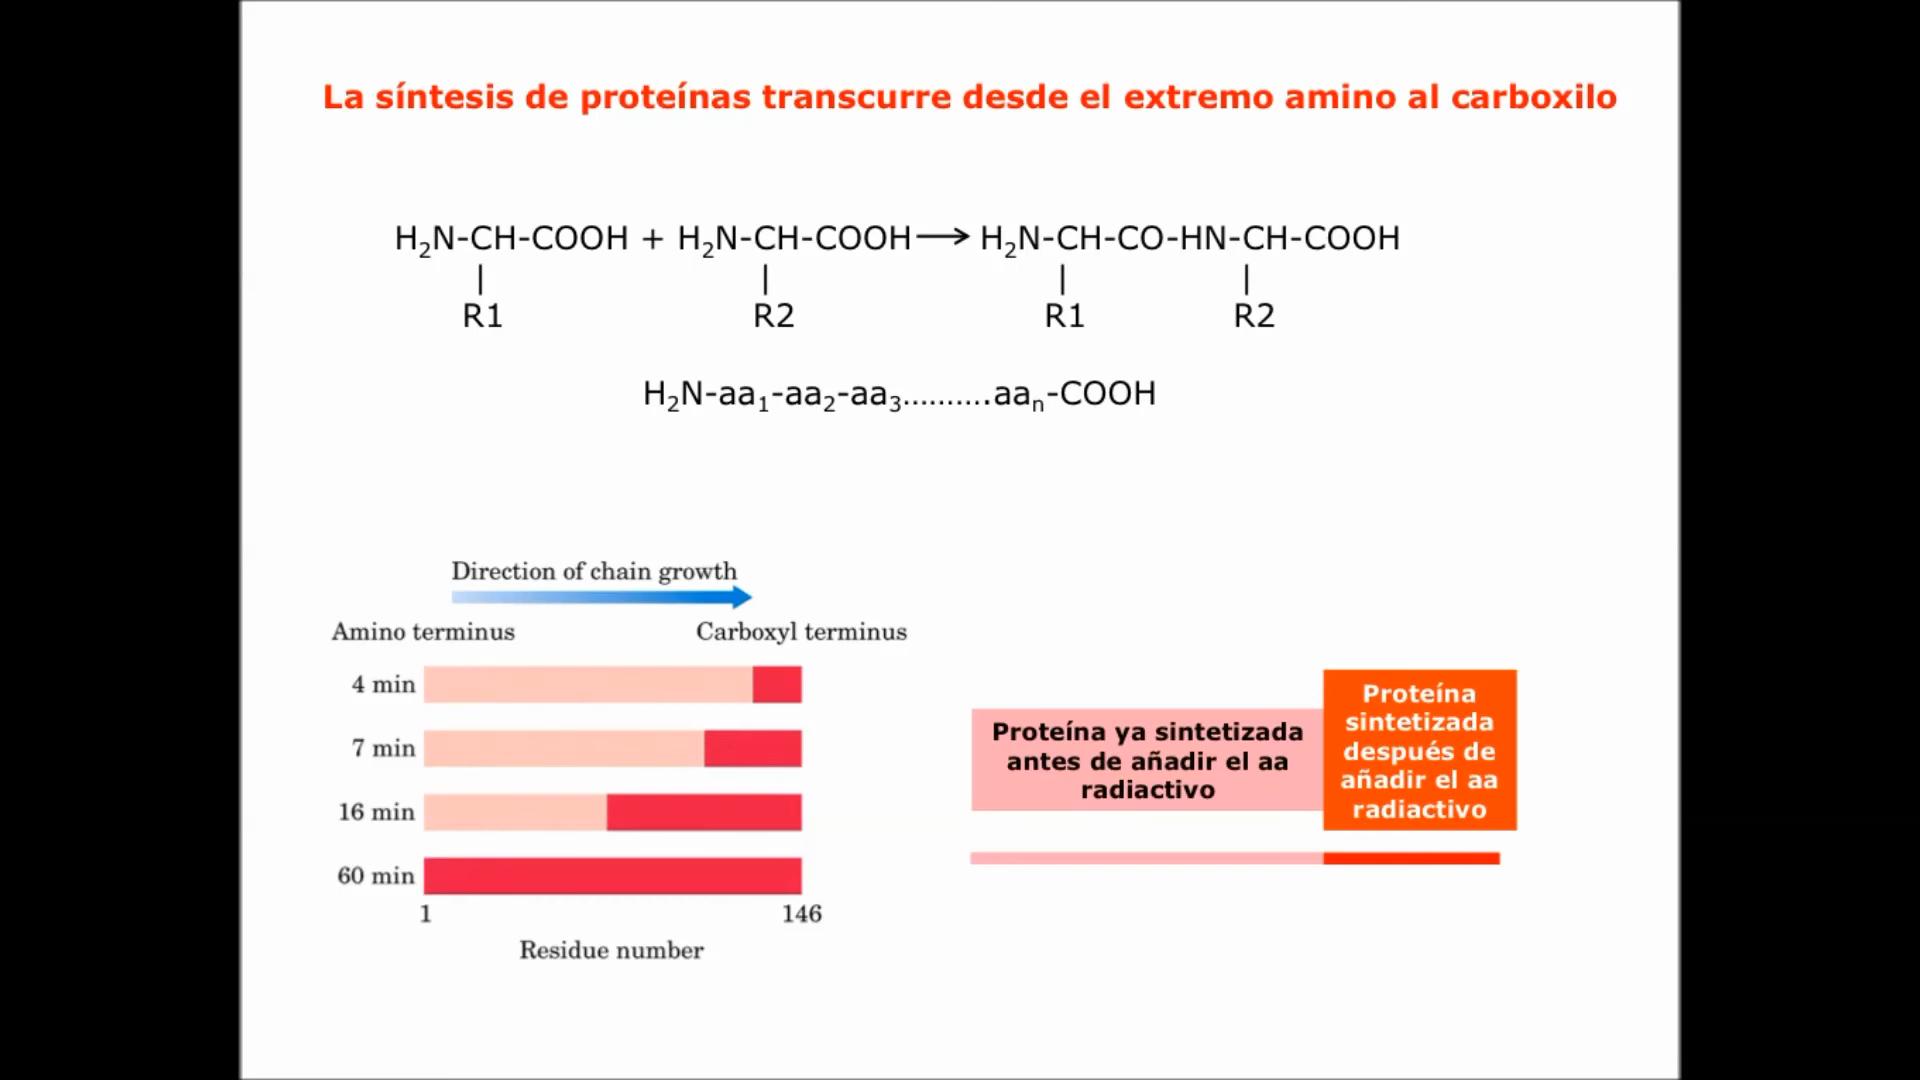 La síntesis de proteínas transcurre desde el extremo amino al carboxilo
H₂N-CH-COOH + H₂N-CH-COOH→H₂N-CH-CO-HN-CH-COOH
| | | |
R1 R2 R1 R2
H₂N-aa₁-aa₂-aa₃..........aaₙ-COOH
Direction of chain growth
Amino terminus Carboxyl terminus
4 min
7 min
16 min
60 min
1 146
Residue number
Proteína ya sintetizada
antes de añadir el aa
radiactivo
Proteína
sintetizada
después de
añadir el aa
radiactivo